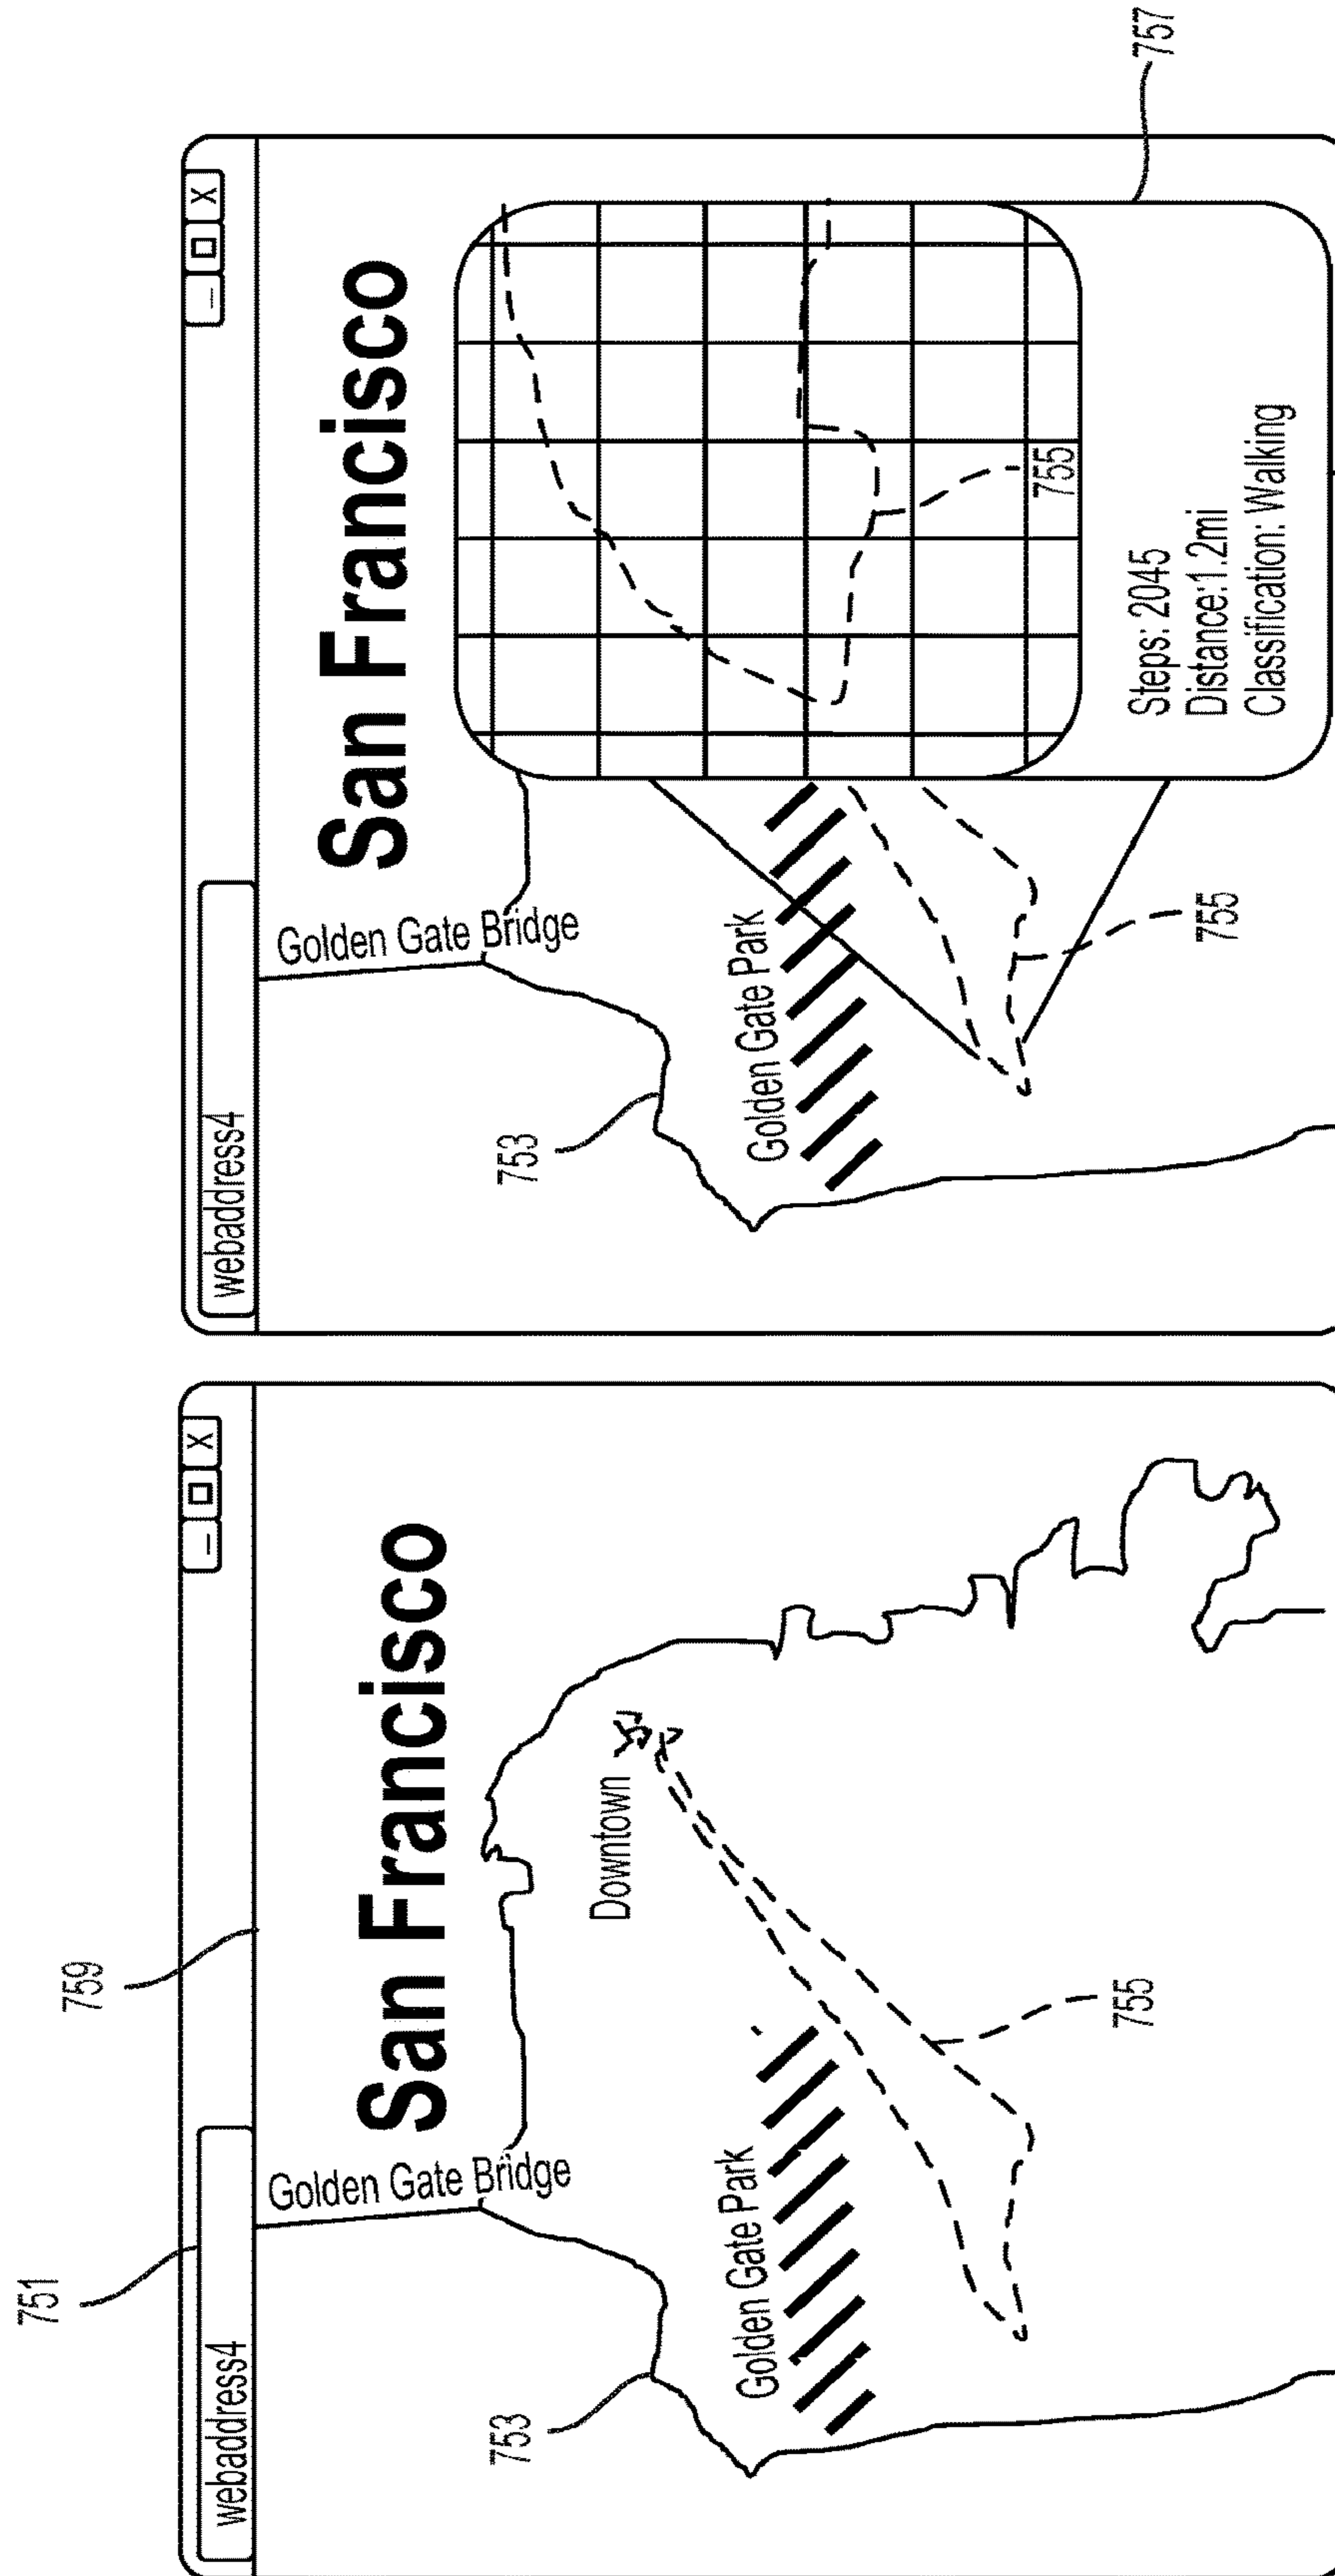 751
759
webaddress4
_ □ X
San Francisco
Golden Gate Bridge
753
Downtown
Golden Gate Park
755
webaddress4
_ □ X
San Francisco
Golden Gate Bridge
753
Golden Gate Park
755
755
757
Steps: 2045
Distance:1.2mi
Classification: Walking